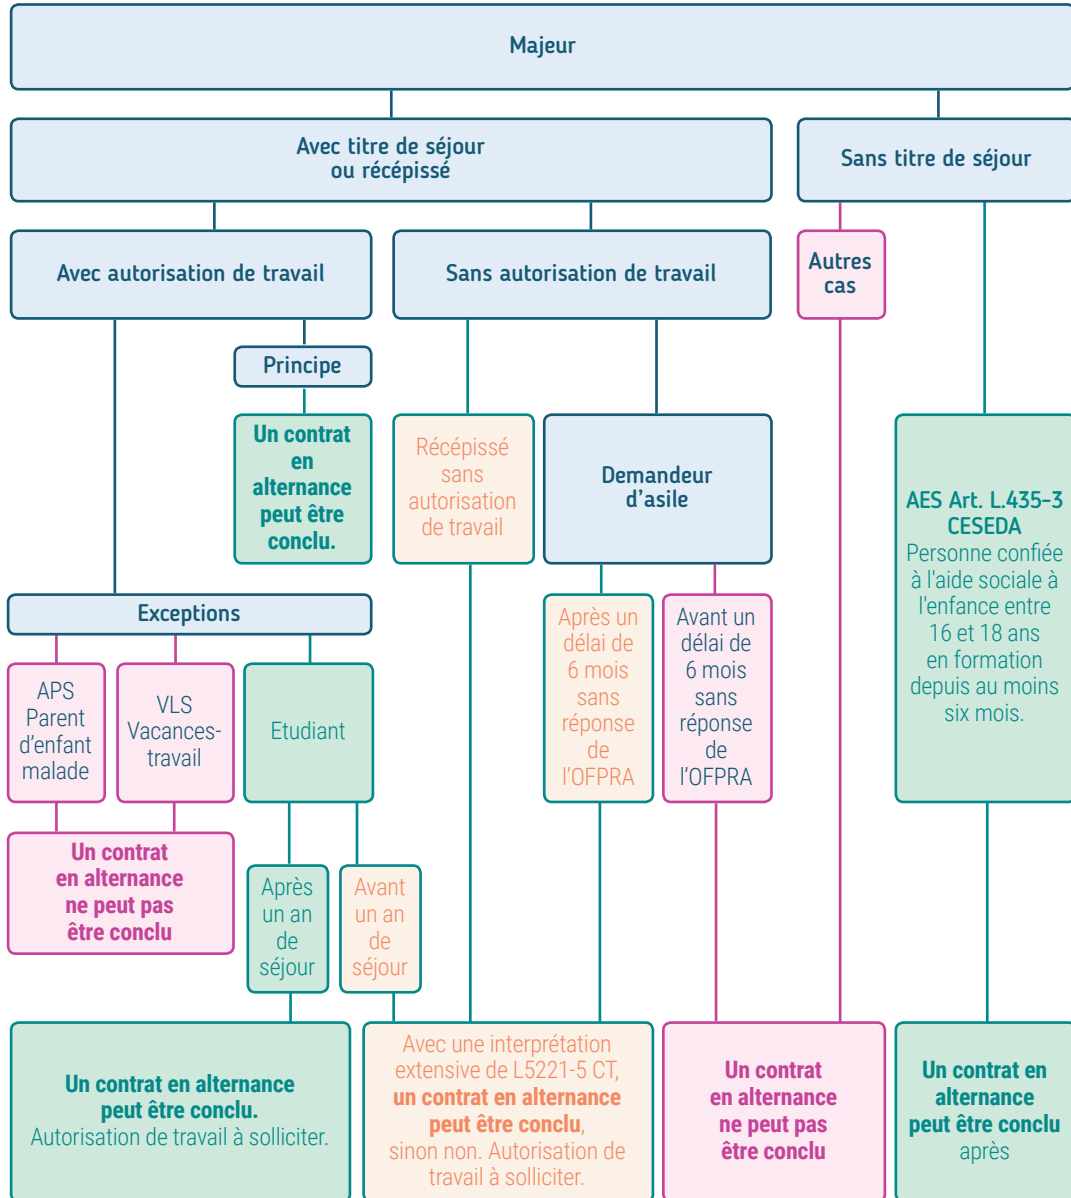 Majeur
Avec titre de séjour
ou récépissé
Sans titre de séjour
Avec autorisation de travail
Sans autorisation de travail
Autres
cas
Principe
Un contrat
en
alternance
peut être
conclu.
Récépissé
sans
autorisation
de travail
Demandeur
d'asile
AES Art. L.435-3
CESEDA
Personne confiée
à l'aide sociale à
l'enfance entre
16 et 18 ans
en formation
depuis au moins
six mois.
Exceptions
Après un
délai de
6 mois
sans
réponse
de
l'OFPRA
Avant un
délai de
6 mois
sans
réponse
de
l'OFPRA
APS
Parent
d'enfant
malade
VLS
Vacances-
travail
Etudiant
Un contrat
en alternance
ne peut pas
être conclu
Après
un an
de
séjour
Avant
un an
de
séjour
Un contrat en alternance
peut être conclu.
Autorisation de travail à solliciter.
Avec une interprétation
extensive de L5221-5 CT,
un contrat en alternance
peut être conclu,
sinon non. Autorisation de
travail à solliciter.
Un contrat
en alternance
ne peut pas
être conclu
Un contrat en
alternance
peut être conclu
après